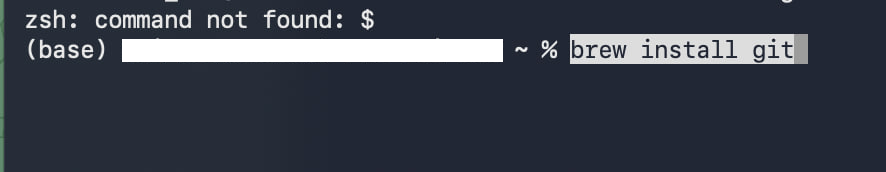 zsh: command not found: $
(base) ~ % brew install git